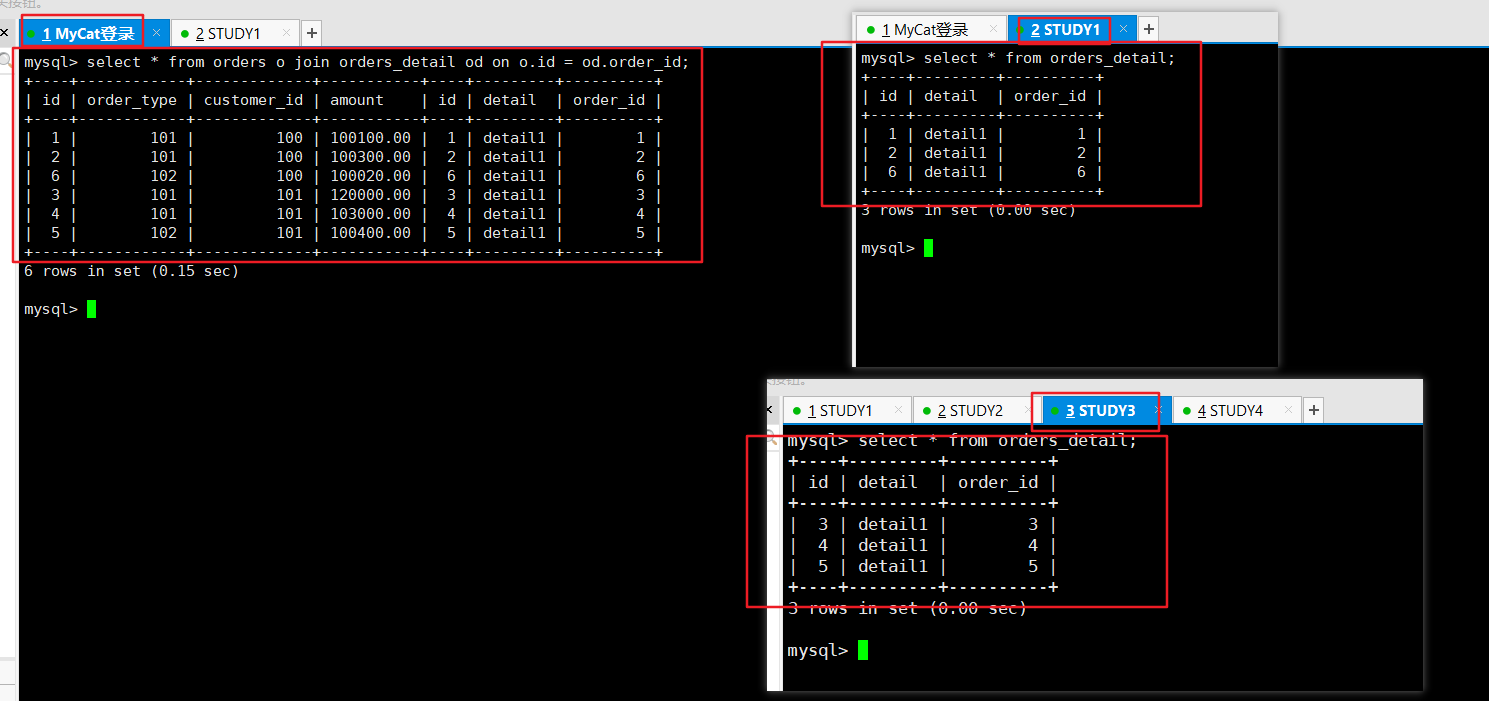 1 MyCat登录 × 2 STUDY1 × +
mysql> select * from orders o join orders_detail od on o.id = od.order_id;
+----+------------+-------------+-----------+----+---------+----------+
| id | order_type | customer_id | amount    | id | detail  | order_id |
+----+------------+-------------+-----------+----+---------+----------+
|  1 |        101 |         100 | 100100.00 |  1 | detail1 |        1 |
|  2 |        101 |         100 | 100300.00 |  2 | detail1 |        2 |
|  6 |        102 |         100 | 100020.00 |  6 | detail1 |        6 |
|  3 |        101 |         101 | 120000.00 |  3 | detail1 |        3 |
|  4 |        101 |         101 | 103000.00 |  4 | detail1 |        4 |
|  5 |        102 |         101 | 100400.00 |  5 | detail1 |        5 |
+----+------------+-------------+-----------+----+---------+----------+
6 rows in set (0.15 sec)
mysql>
1 MyCat登录 × 2 STUDY1 × +
mysql> select * from orders_detail;
+----+---------+----------+
| id | detail  | order_id |
+----+---------+----------+
|  1 | detail1 |        1 |
|  2 | detail1 |        2 |
|  6 | detail1 |        6 |
+----+---------+----------+
3 rows in set (0.00 sec)
mysql>
1 STUDY1 × 2 STUDY2 × 3 STUDY3 × 4 STUDY4 × +
mysql> select * from orders_detail;
+----+---------+----------+
| id | detail  | order_id |
+----+---------+----------+
|  3 | detail1 |        3 |
|  4 | detail1 |        4 |
|  5 | detail1 |        5 |
+----+---------+----------+
3 rows in set (0.00 sec)
mysql>